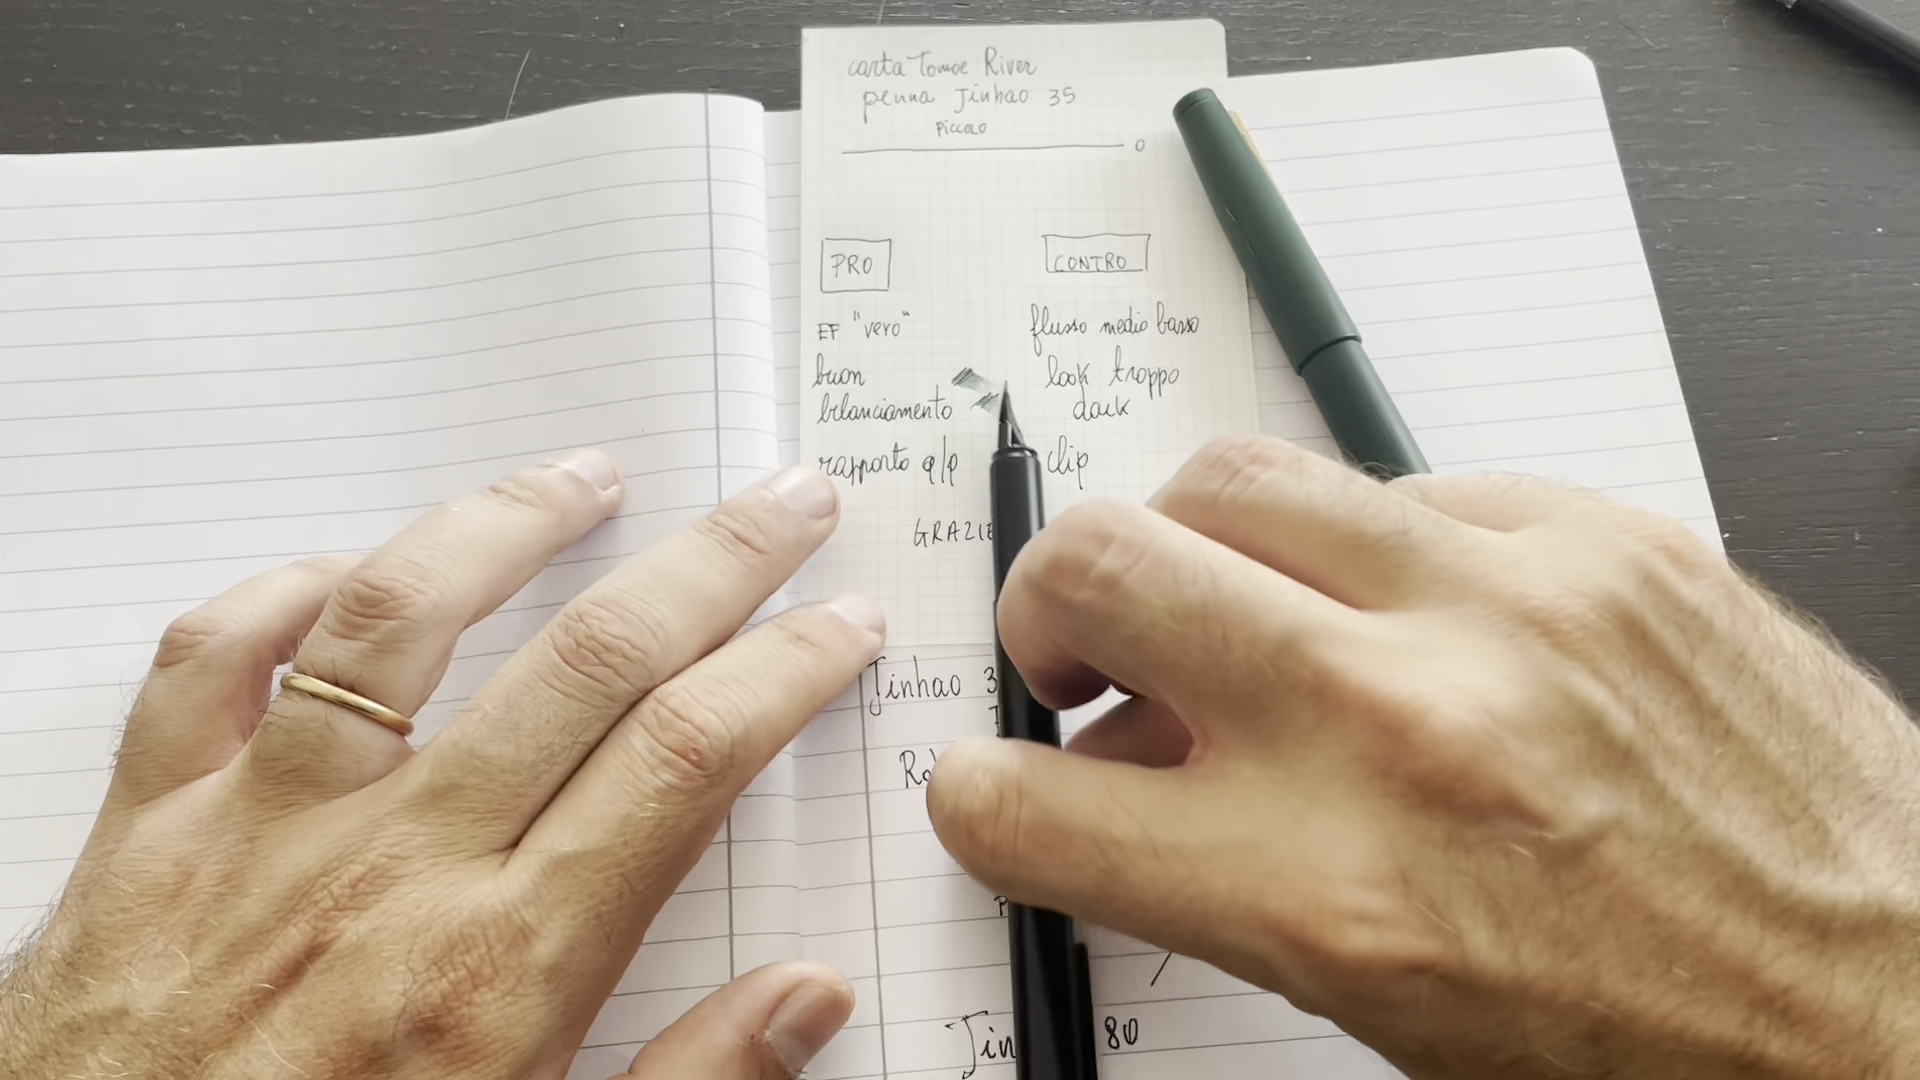 carta Tomoe River
penna Jinhao 35
PICCOLO
PRO
CONTRO
EF "vero"
flusso medio basso
buon
look troppo
bilanciamento
dark
rapporto q/p
clip
GRAZIE
Jinhao 3
80